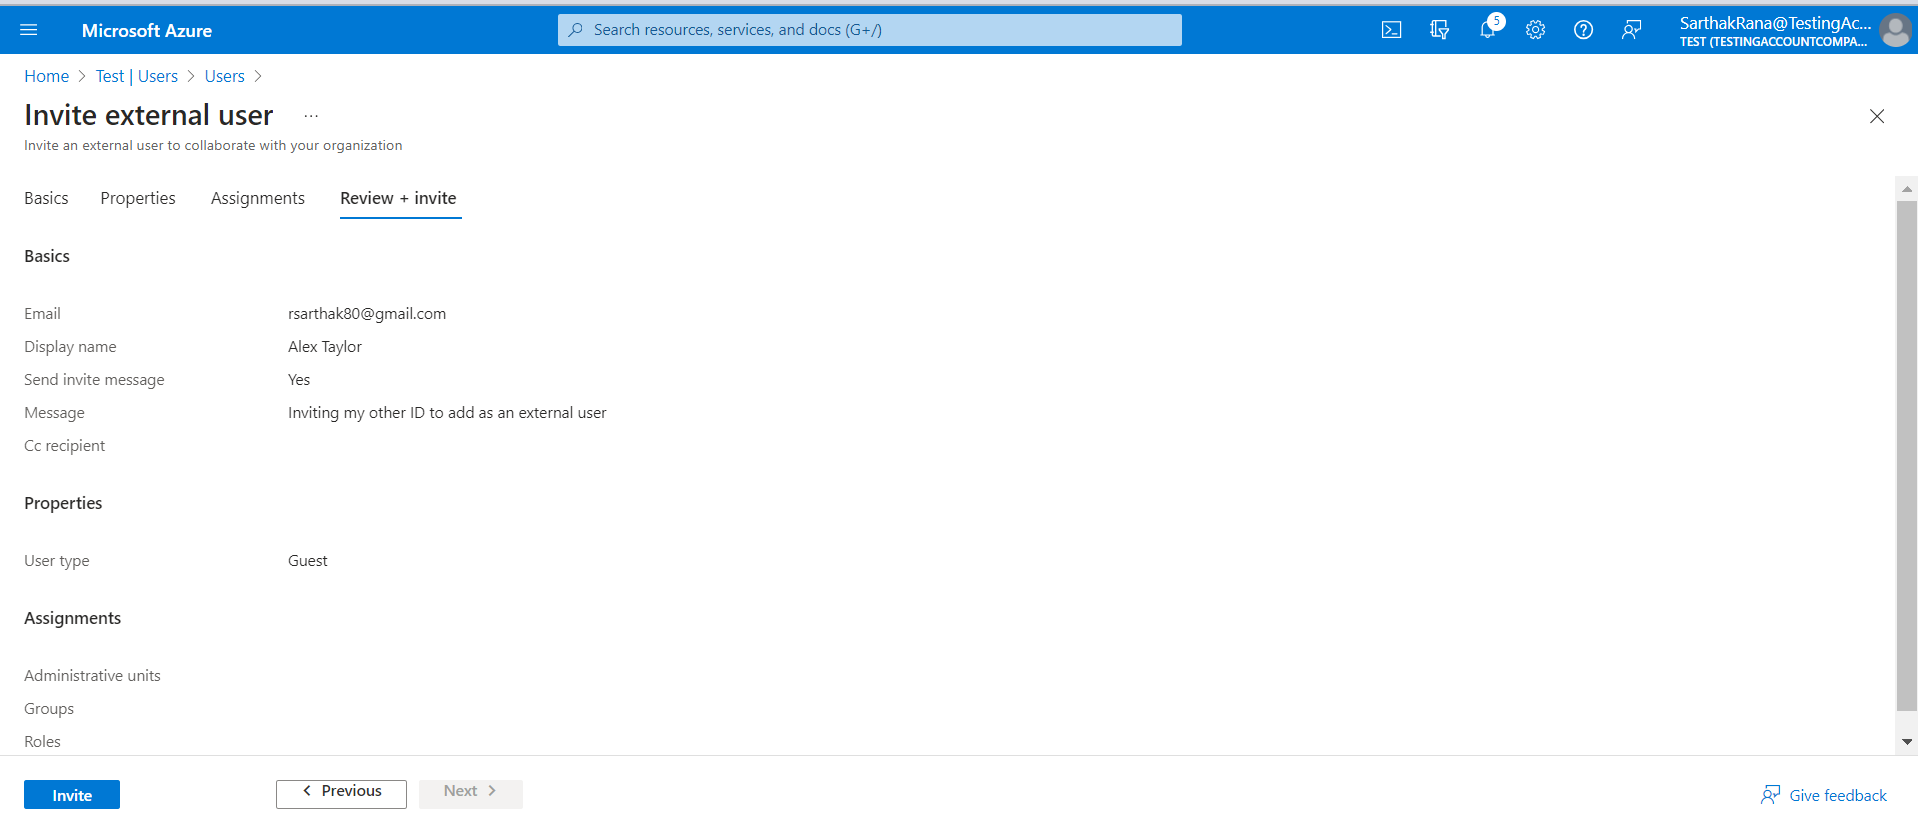 Microsoft Azure
Search resources, services, and docs (G+/)
5
SarthakRana@TestingAc...
TEST (TESTINGACCOUNTCOMPA...
Home > Test | Users > Users >
Invite external user ...
Invite an external user to collaborate with your organization
Basics Properties Assignments Review + invite
Basics
Email rsarthak80@gmail.com
Display name Alex Taylor
Send invite message Yes
Message Inviting my other ID to add as an external user
Cc recipient
Properties
User type Guest
Assignments
Administrative units
Groups
Roles
Invite < Previous Next > Give feedback